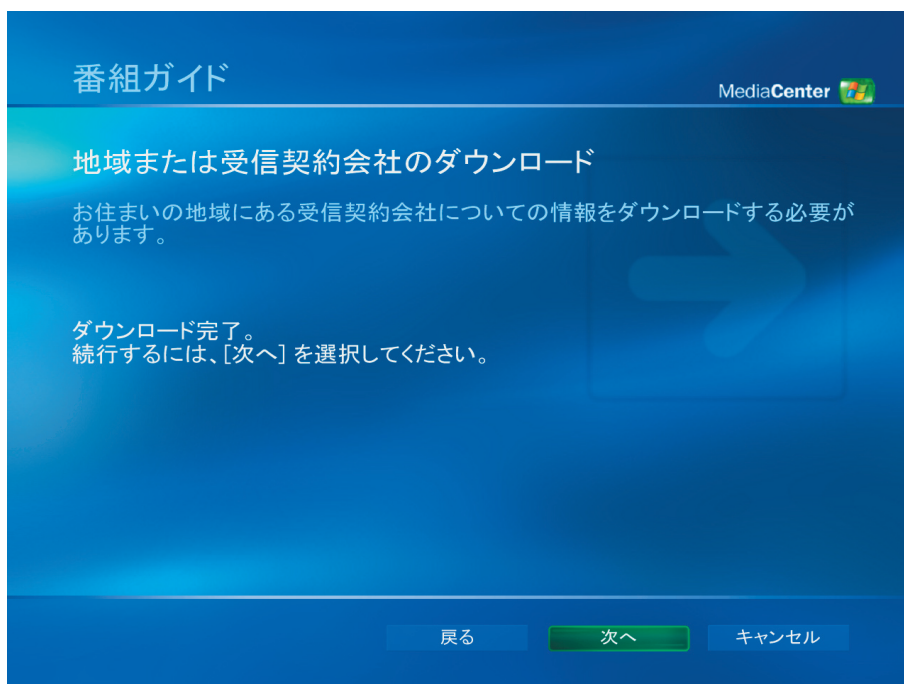 番組ガイド
MediaCenter
地域または受信契約会社のダウンロード
お住まいの地域にある受信契約会社についての情報をダウンロードする必要が
あります。
ダウンロード完了。
続行するには、[次へ] を選択してください。
戻る
次へ
キャンセル